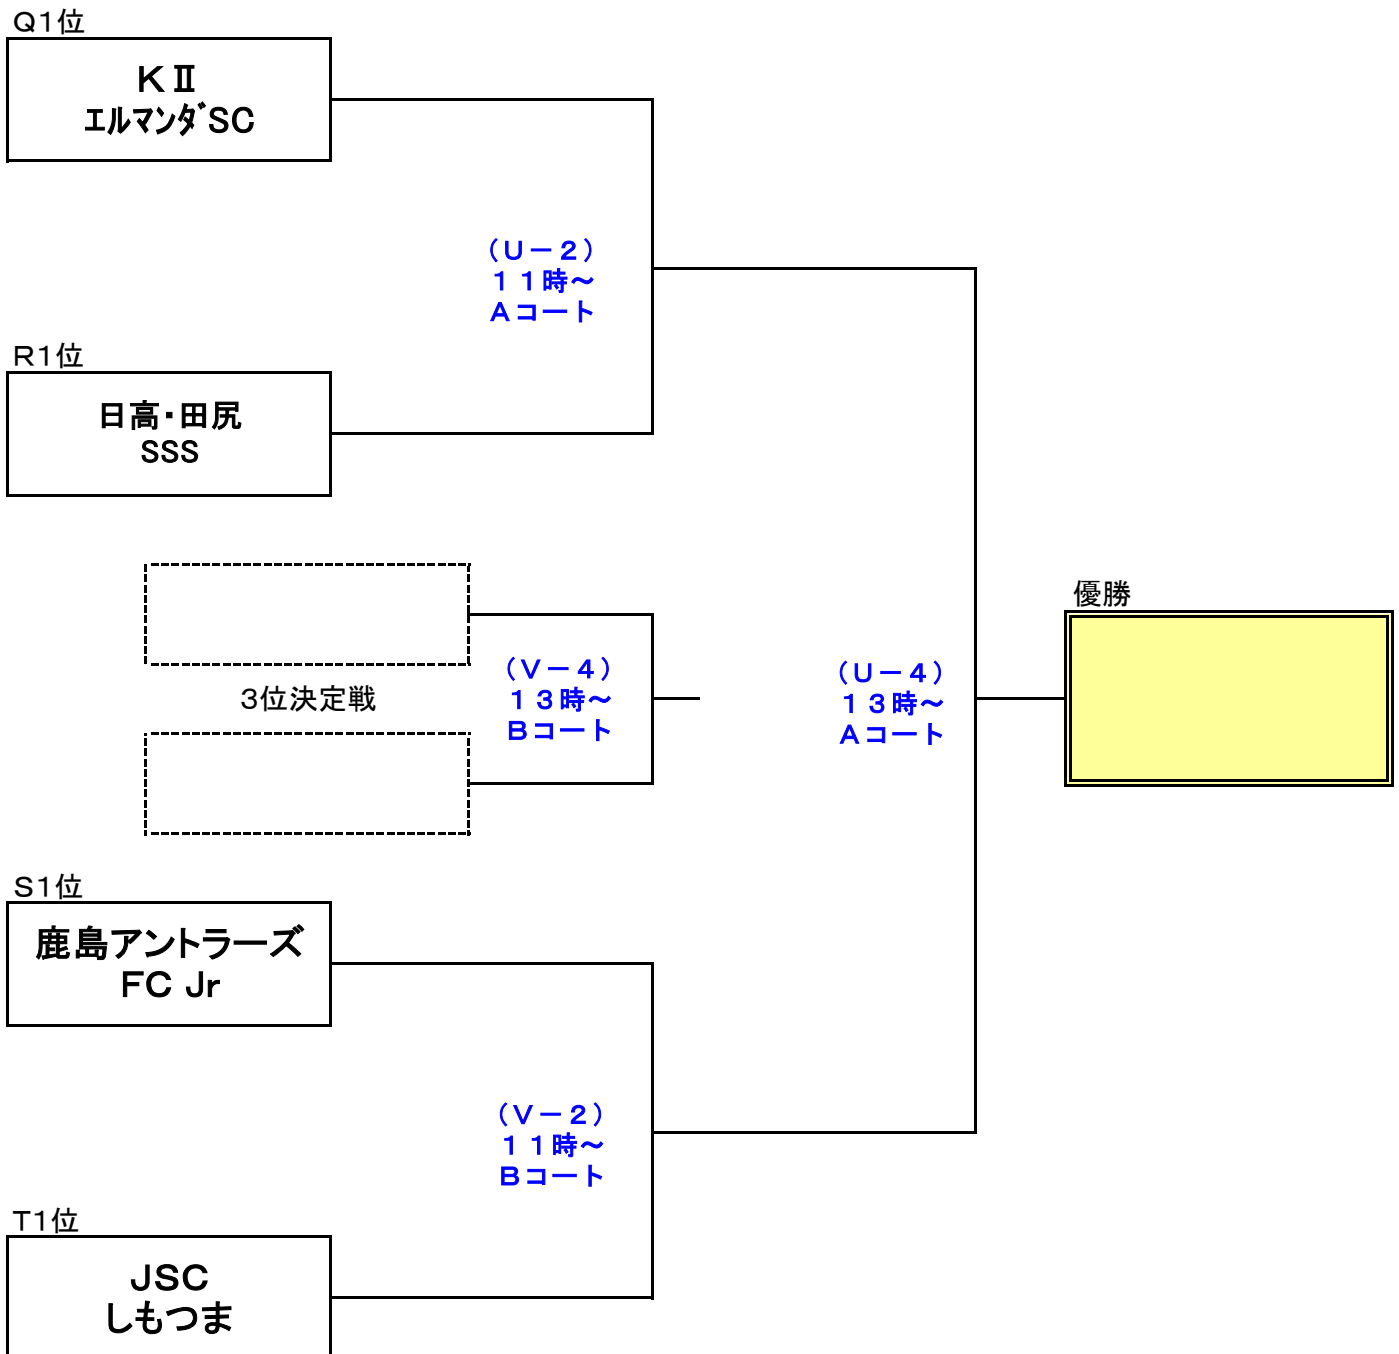 Q1位
KⅡ
エルマンダSC
(U-2)
11時~
Aコート
R1位
日高・田尻
SSS
優勝
(V-4)
13時~
Bコート
3位決定戦
(U-4)
13時~
Aコート
S1位
鹿島アントラーズ
FC Jr
(V-2)
11時~
Bコート
T1位
JSC
しもつま